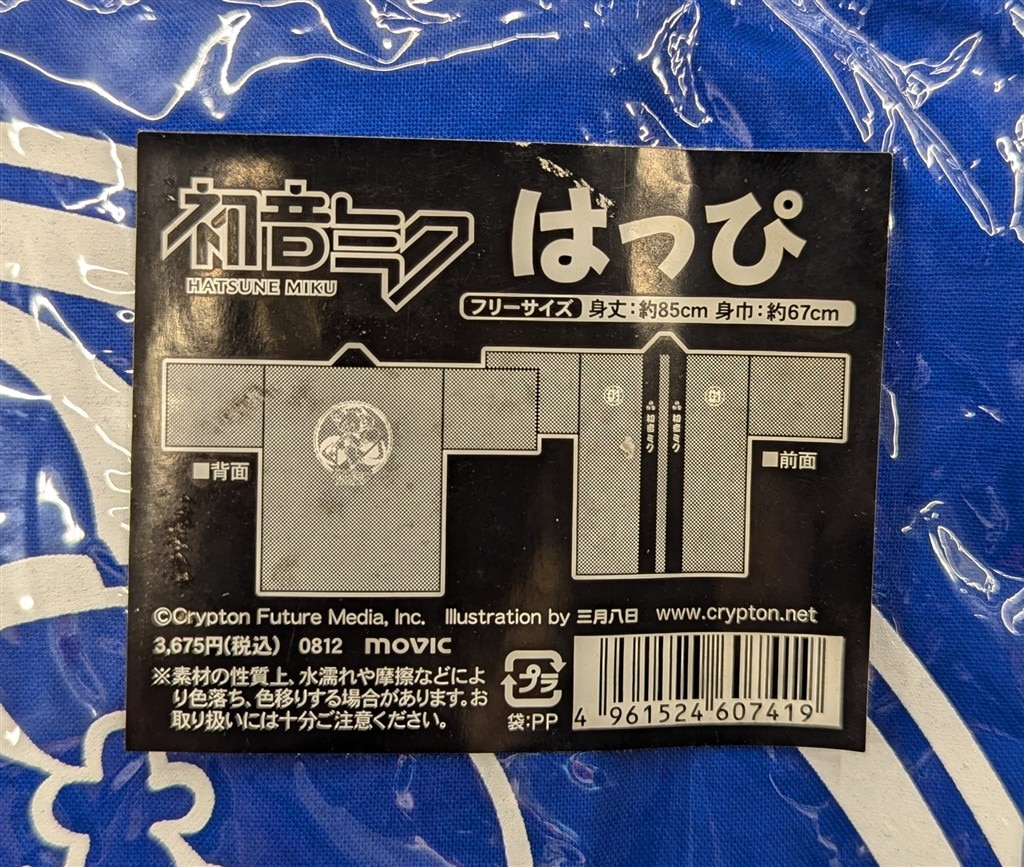 初音ミク
HATSUNE MIKU
はっぴ
フリーサイズ 身丈:約85cm 身巾:約67cm
■背面
初音ミク 初音ミク
■前面
©Crypton Future Media, Inc. Illustration by 三月八日 www.crypton.net
3,675円(税込) 0812 movic
※素材の性質上、水濡れや摩擦などによ
り色落ち、色移りする場合があります。お
取り扱いには十分ご注意ください。
プラ
袋:PP
4 961524 607419